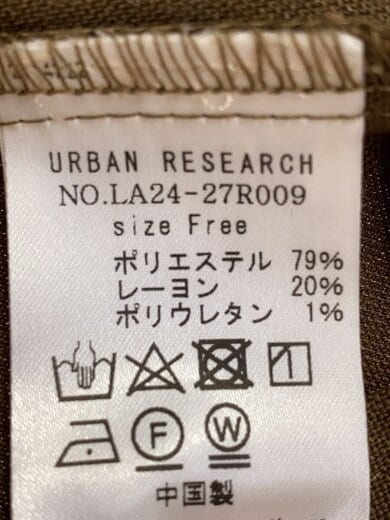 URBAN RESEARCH
NO.LA24-27R009
size Free
ポリエステル 79%
レーヨン 20%
ポリウレタン 1%
F W
中国製